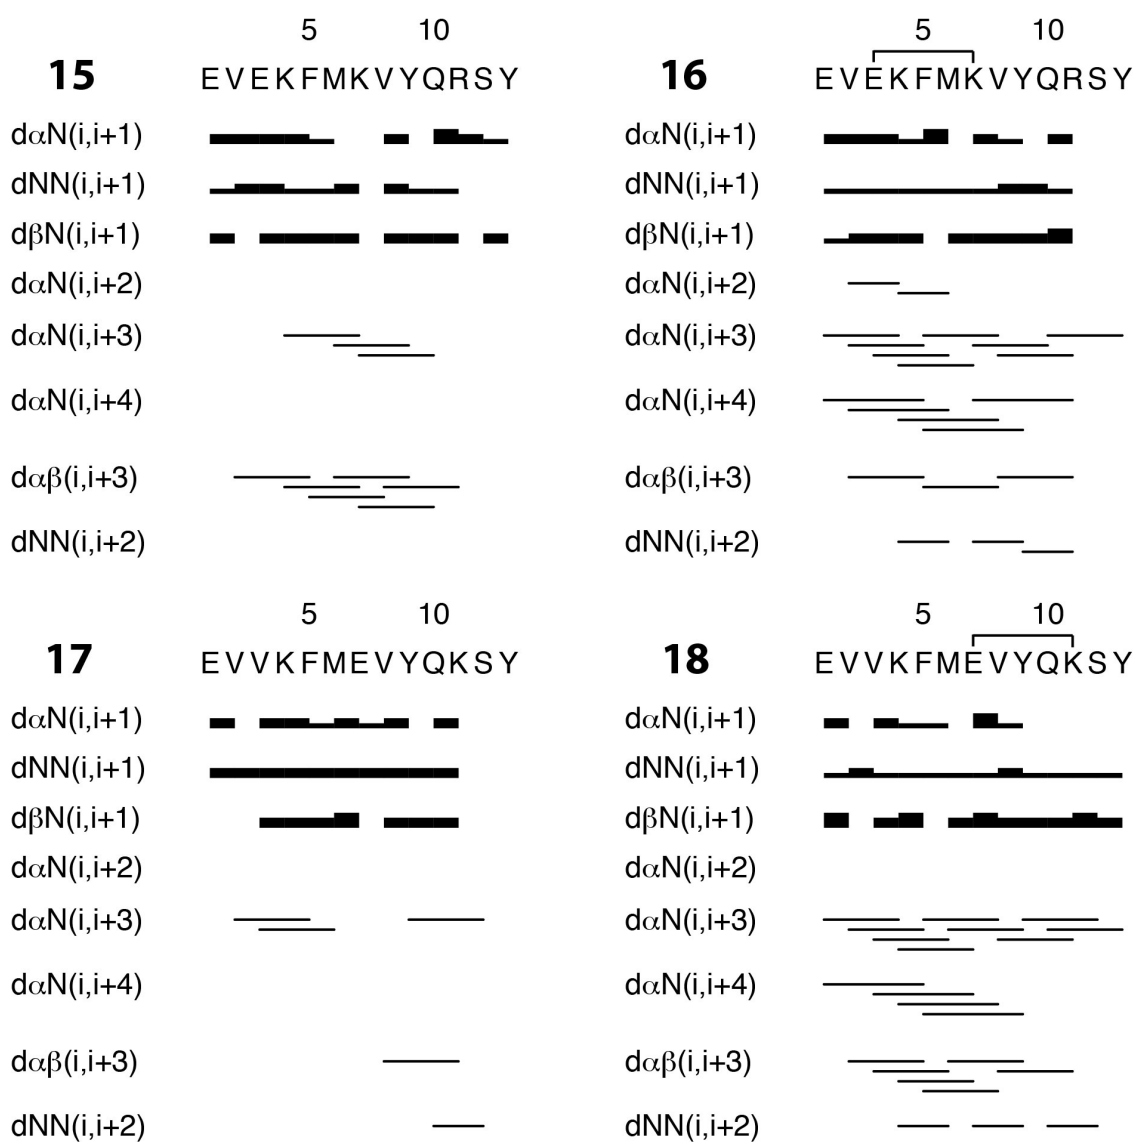 5 10
15 EVEKFMKVYQRSY
dαN(i,i+1)
dNN(i,i+1)
dβN(i,i+1)
dαN(i,i+2)
dαN(i,i+3)
dαN(i,i+4)
dαβ(i,i+3)
dNN(i,i+2)
5 10
16 EVEKFMKVYQRSY
dαN(i,i+1)
dNN(i,i+1)
dβN(i,i+1)
dαN(i,i+2)
dαN(i,i+3)
dαN(i,i+4)
dαβ(i,i+3)
dNN(i,i+2)
5 10
17 EVVKFMEVYQKSY
dαN(i,i+1)
dNN(i,i+1)
dβN(i,i+1)
dαN(i,i+2)
dαN(i,i+3)
dαN(i,i+4)
dαβ(i,i+3)
dNN(i,i+2)
5 10
18 EVVKFMEVYQKSY
dαN(i,i+1)
dNN(i,i+1)
dβN(i,i+1)
dαN(i,i+2)
dαN(i,i+3)
dαN(i,i+4)
dαβ(i,i+3)
dNN(i,i+2)